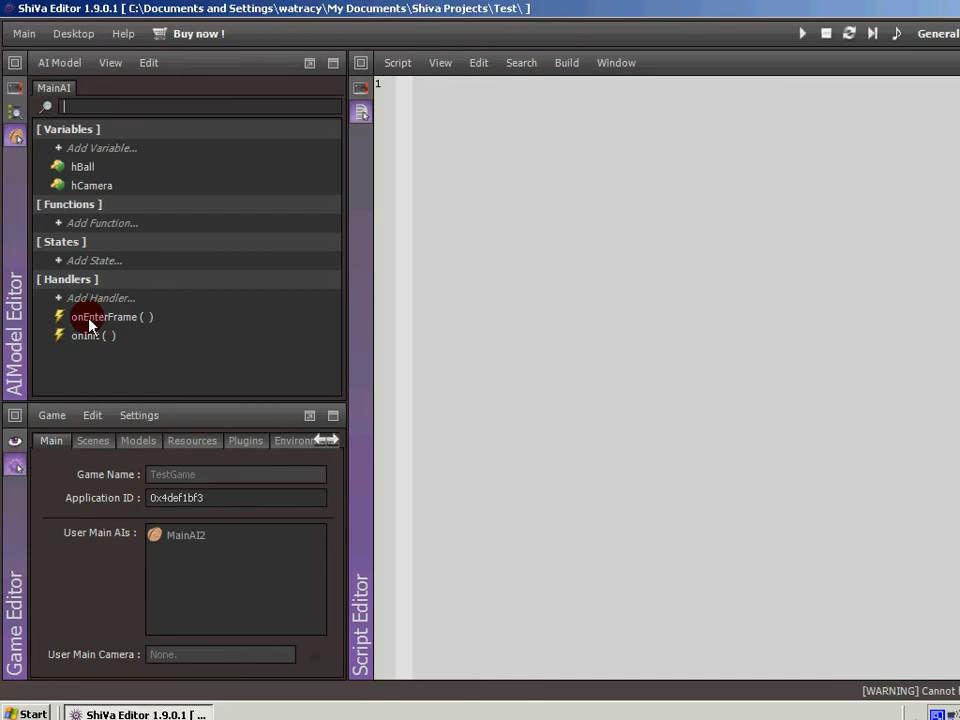 ShiVa Editor 1.9.0.1 [ C:\Documents and Settings\watracy\My Documents\Shiva Projects\Test\ ]
Main Desktop Help Buy now ! General
AI Model View Edit Script View Edit Search Build Window
MainAI
1
[ Variables ]
+ Add Variable...
hBall
hCamera
[ Functions ]
+ Add Function...
[ States ]
+ Add State...
[ Handlers ]
+ Add Handler...
onEnterFrame ( )
onInit ( )
AIModel Editor
Game Edit Settings
Main Scenes Models Resources Plugins
Game Name : TestGame
Application ID : 0x4def1bf3
User Main AIs : MainAI2
User Main Camera : None.
Game Editor
Script Editor
[WARNING] Cannot
Start ShiVa Editor 1.9.0.1 [ ...